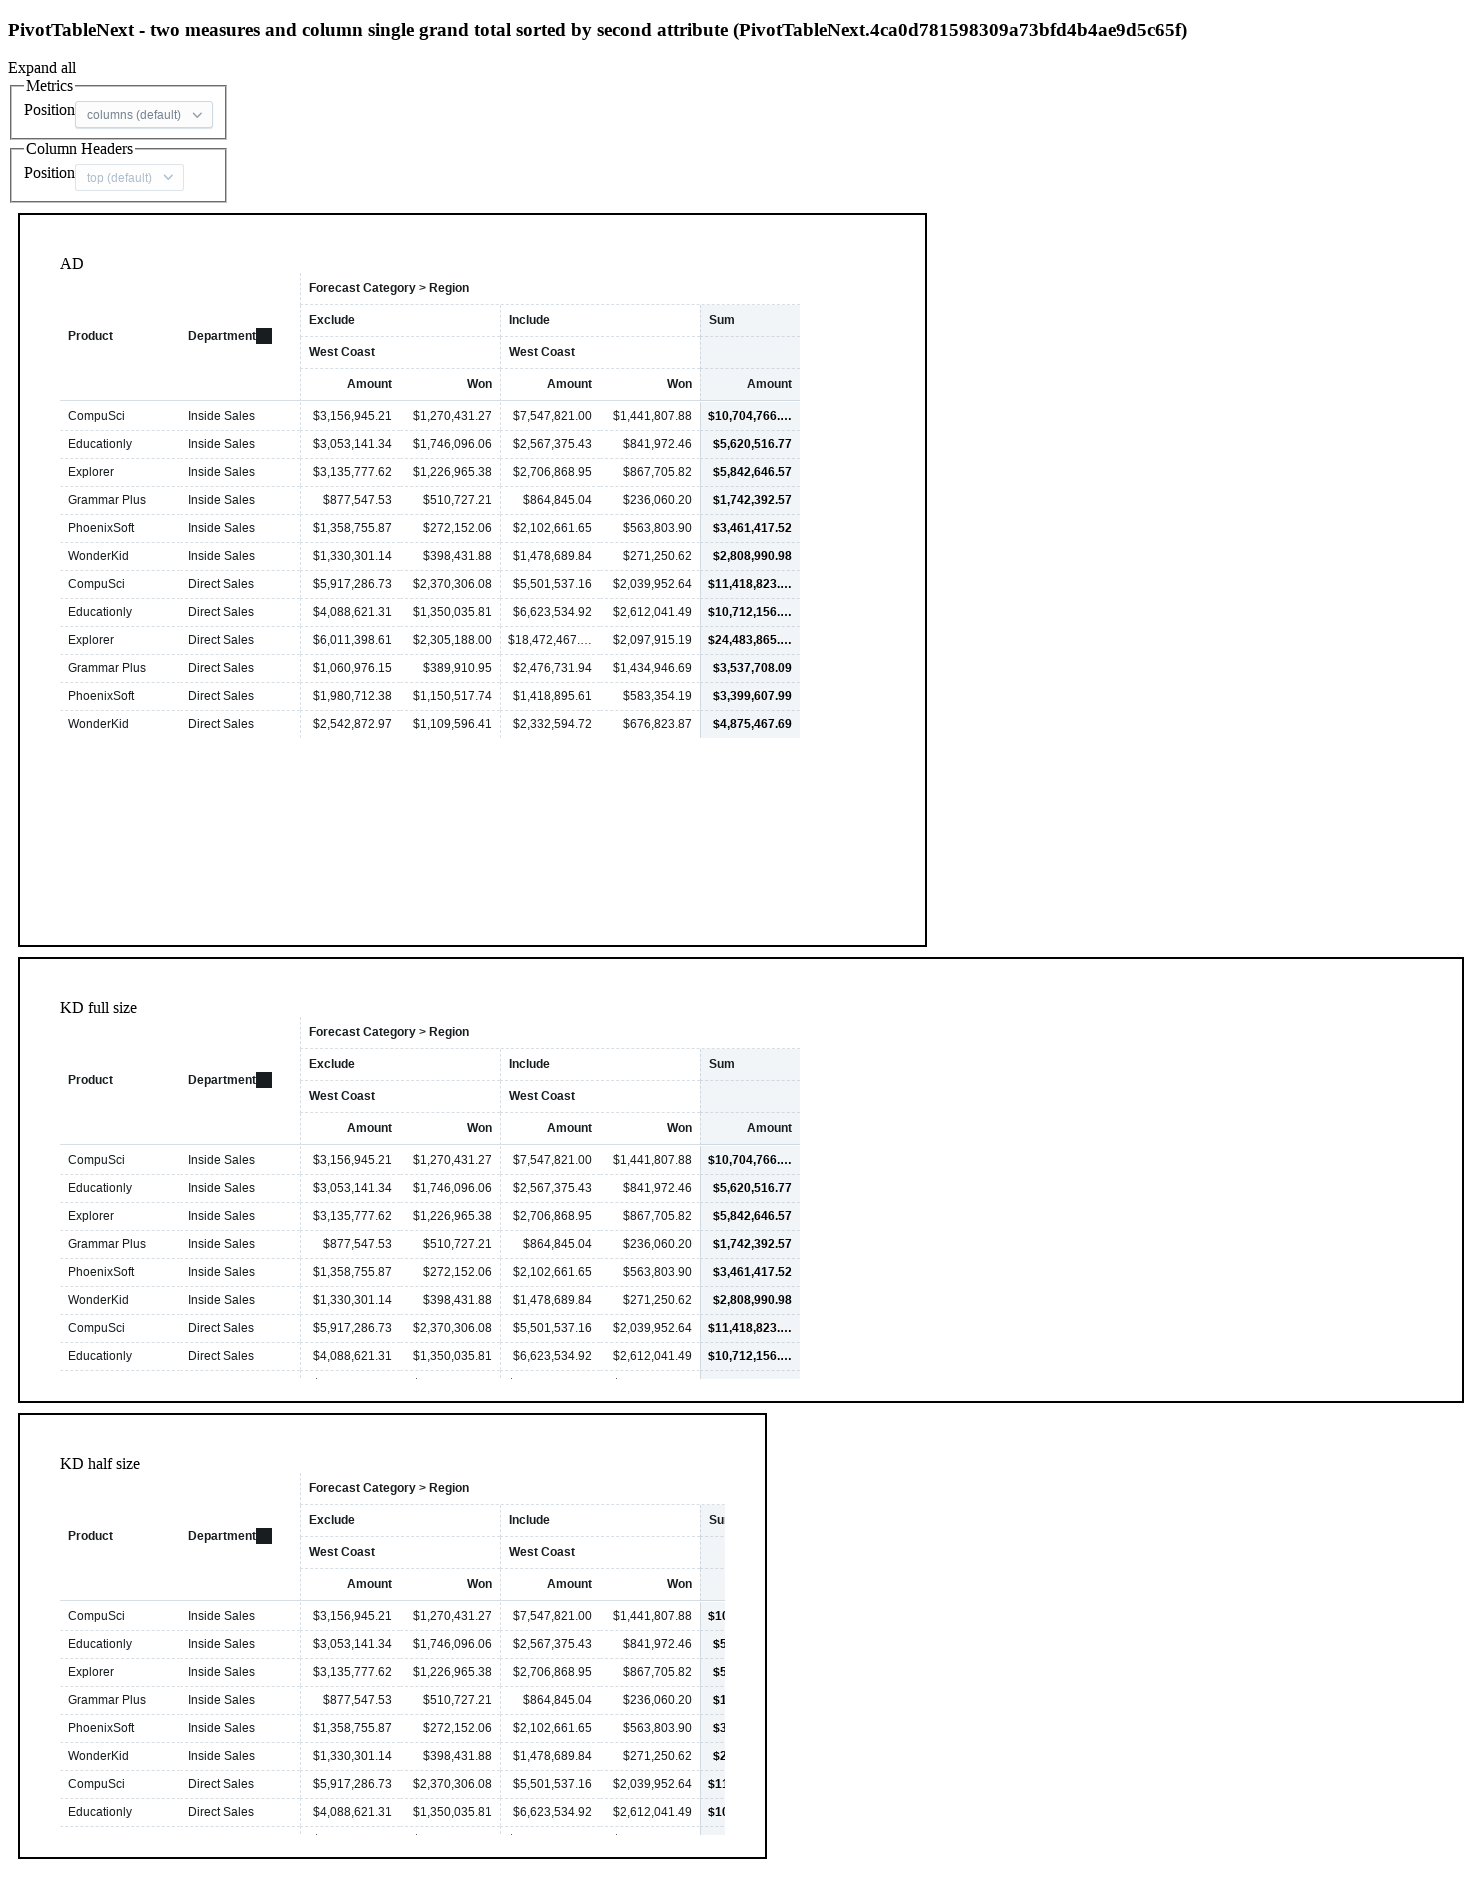 PivotTableNext - two measures and column single grand total sorted by second attribute (PivotTableNext.4ca0d781598309a73bfd4b4ae9d5c65f)
Expand all
Metrics
Position columns (default)
Column Headers
Position top (default)
AD
Forecast Category > Region
Product Department
Exclude Include Sum
West Coast West Coast
Amount Won Amount Won Amount
CompuSci Inside Sales $3,156,945.21 $1,270,431.27 $7,547,821.00 $1,441,807.88 $10,704,766.…
Educationly Inside Sales $3,053,141.34 $1,746,096.06 $2,567,375.43 $841,972.46 $5,620,516.77
Explorer Inside Sales $3,135,777.62 $1,226,965.38 $2,706,868.95 $867,705.82 $5,842,646.57
Grammar Plus Inside Sales $877,547.53 $510,727.21 $864,845.04 $236,060.20 $1,742,392.57
PhoenixSoft Inside Sales $1,358,755.87 $272,152.06 $2,102,661.65 $563,803.90 $3,461,417.52
WonderKid Inside Sales $1,330,301.14 $398,431.88 $1,478,689.84 $271,250.62 $2,808,990.98
CompuSci Direct Sales $5,917,286.73 $2,370,306.08 $5,501,537.16 $2,039,952.64 $11,418,823.…
Educationly Direct Sales $4,088,621.31 $1,350,035.81 $6,623,534.92 $2,612,041.49 $10,712,156.…
Explorer Direct Sales $6,011,398.61 $2,305,188.00 $18,472,467.… $2,097,915.19 $24,483,865.…
Grammar Plus Direct Sales $1,060,976.15 $389,910.95 $2,476,731.94 $1,434,946.69 $3,537,708.09
PhoenixSoft Direct Sales $1,980,712.38 $1,150,517.74 $1,418,895.61 $583,354.19 $3,399,607.99
WonderKid Direct Sales $2,542,872.97 $1,109,596.41 $2,332,594.72 $676,823.87 $4,875,467.69
KD full size
Forecast Category > Region
Product Department
Exclude Include Sum
West Coast West Coast
Amount Won Amount Won Amount
CompuSci Inside Sales $3,156,945.21 $1,270,431.27 $7,547,821.00 $1,441,807.88 $10,704,766.…
Educationly Inside Sales $3,053,141.34 $1,746,096.06 $2,567,375.43 $841,972.46 $5,620,516.77
Explorer Inside Sales $3,135,777.62 $1,226,965.38 $2,706,868.95 $867,705.82 $5,842,646.57
Grammar Plus Inside Sales $877,547.53 $510,727.21 $864,845.04 $236,060.20 $1,742,392.57
PhoenixSoft Inside Sales $1,358,755.87 $272,152.06 $2,102,661.65 $563,803.90 $3,461,417.52
WonderKid Inside Sales $1,330,301.14 $398,431.88 $1,478,689.84 $271,250.62 $2,808,990.98
CompuSci Direct Sales $5,917,286.73 $2,370,306.08 $5,501,537.16 $2,039,952.64 $11,418,823.…
Educationly Direct Sales $4,088,621.31 $1,350,035.81 $6,623,534.92 $2,612,041.49 $10,712,156.…
KD half size
Forecast Category > Region
Product Department
Exclude Include
West Coast West Coast
Amount Won Amount Won
CompuSci Inside Sales $3,156,945.21 $1,270,431.27 $7,547,821.00 $1,441,807.88 $10
Educationly Inside Sales $3,053,141.34 $1,746,096.06 $2,567,375.43 $841,972.46 $5
Explorer Inside Sales $3,135,777.62 $1,226,965.38 $2,706,868.95 $867,705.82 $5
Grammar Plus Inside Sales $877,547.53 $510,727.21 $864,845.04 $236,060.20 $1
PhoenixSoft Inside Sales $1,358,755.87 $272,152.06 $2,102,661.65 $563,803.90 $3
WonderKid Inside Sales $1,330,301.14 $398,431.88 $1,478,689.84 $271,250.62 $2
CompuSci Direct Sales $5,917,286.73 $2,370,306.08 $5,501,537.16 $2,039,952.64 $11
Educationly Direct Sales $4,088,621.31 $1,350,035.81 $6,623,534.92 $2,612,041.49 $10